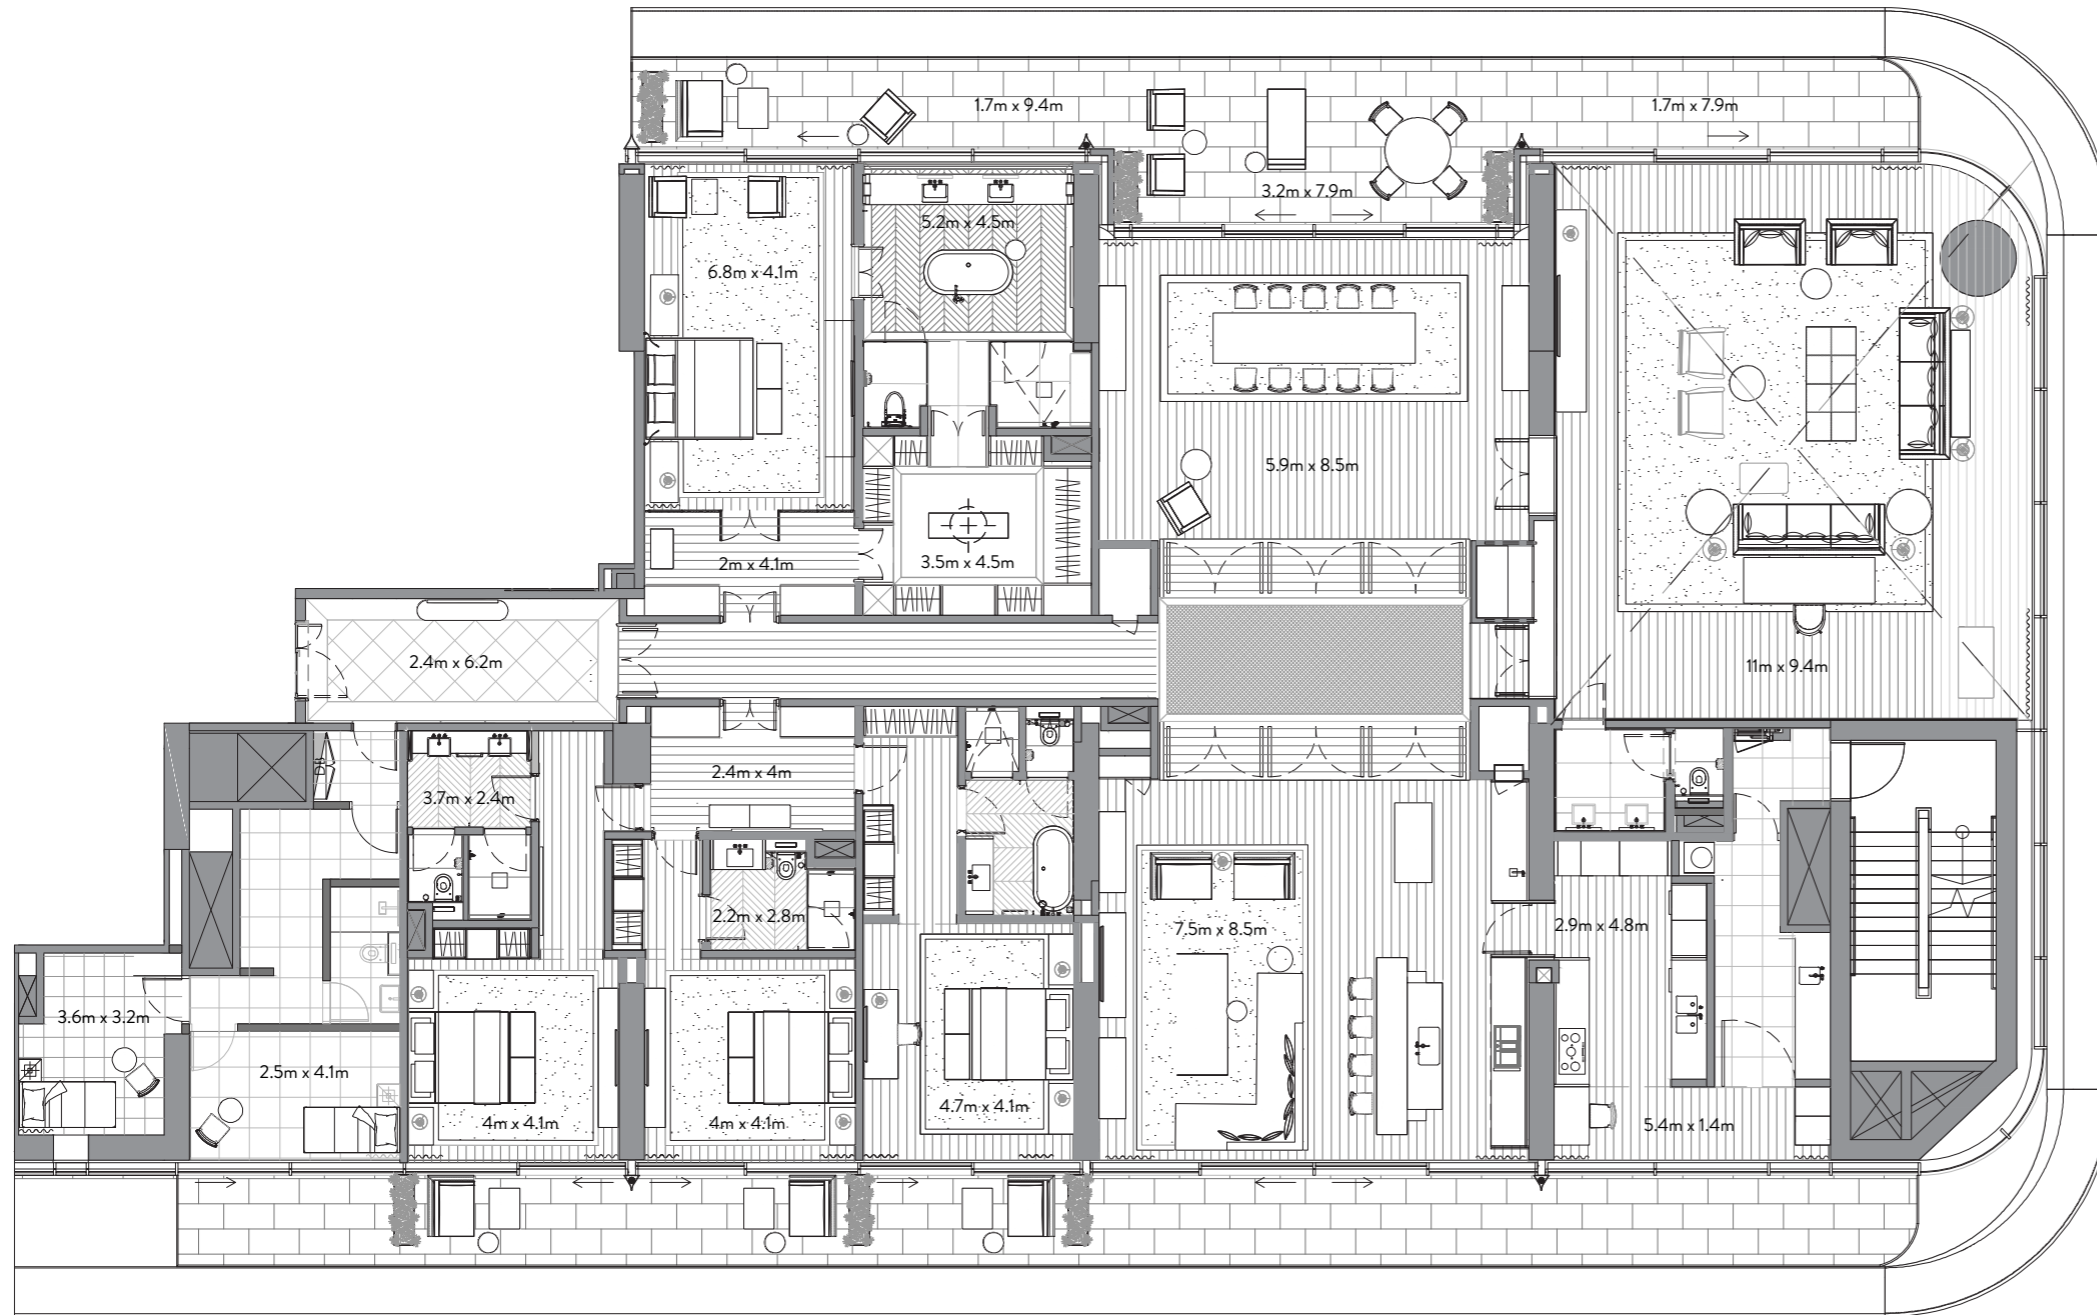 1.7m x 9.4m
1.7m x 7.9m
3.2m x 7.9m
5.2m x 4.5m
6.8m x 4.1m
5.9m x 8.5m
2m x 4.1m
3.5m x 4.5m
2.4m x 6.2m
11m x 9.4m
2.4m x 4m
3.7m x 2.4m
2.2m x 2.8m
7.5m x 8.5m
2.9m x 4.8m
3.6m x 3.2m
2.5m x 4.1m
4m x 4.1m
4m x 4.1m
4.7m x 4.1m
5.4m x 1.4m